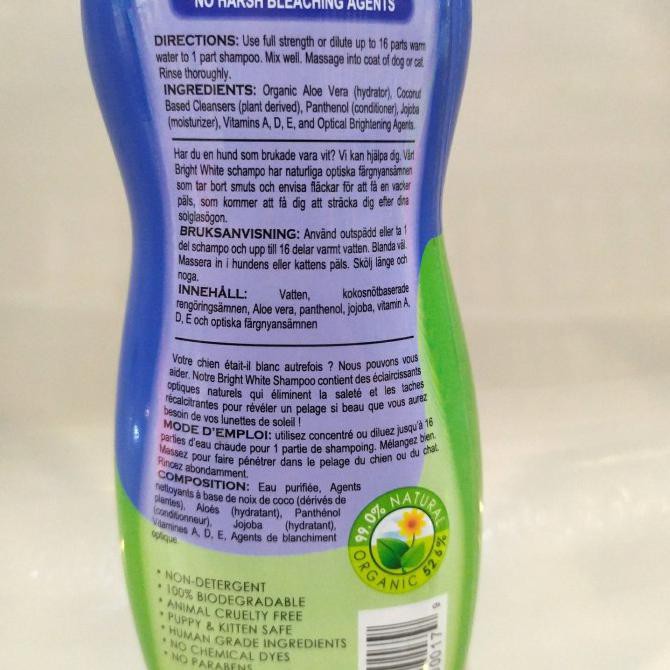 NO HARSH BLEACHING AGENTS
DIRECTIONS: Use full strength or dilute up to 16 parts warm
water to 1 part shampoo. Mix well. Massage into coat of dog or cat.
Rinse thoroughly.
INGREDIENTS: Organic Aloe Vera (hydrator), Coconut
Based Cleansers (plant derived), Panthenol (conditioner), Jojoba
(moisturizer), Vitamins A, D, E, and Optical Brightening Agents.
Har du en hund som brukade vara vit? Vi kan hjälpa dig. Vårt
Bright White schampo har naturliga optiska färgnyansämnen
som tar bort smuts och envisa fläckar för att få en vacker
päls, som kommer att få dig att sträcka dig efter dina
solglasögon.
BRUKSANVISNING: Använd outspädd eller ta 1
del schampo och upp till 16 delar varmt vatten. Blanda väl.
Massera in i hundens eller kattens päls. Skölj länge och
noga.
INNEHÅLL: Vatten, kokosnötbaserade
rengöringsämnen, Aloe vera, panthenol, jojoba, vitamin A,
D, E och optiska färgnyansämnen
Votre chien était-il blanc autrefois ? Nous pouvons vous
aider. Notre Bright White Shampoo contient des éclaircissants
optiques naturels qui éliminent la saleté et les taches
récalcitrantes pour révéler un pelage si beau que vous aurez
besoin de vos lunettes de soleil !
MODE D'EMPLOI: utilisez concentré ou diluez jusqu'à 16
parties d'eau chaude pour 1 partie de shampoing. Mélangez bien.
Massez pour faire pénétrer dans le pelage du chien ou du chat.
Rincez abondamment.
COMPOSITION: Eau purifiée, Agents
nettoyants à base de noix de coco (dérivés de
plantes), Aloès (hydratant), Panthénol
(conditionneur), Jojoba (hydratant),
Vitamines A, D, E, Agents de blanchiment
optique
99.0% NATURAL
ORGANIC 52.6%
• NON-DETERGENT
• 100% BIODEGRADABLE
• ANIMAL CRUELTY FREE
• PUPPY & KITTEN SAFE
• HUMAN GRADE INGREDIENTS
• NO CHEMICAL DYES
• NO PARABENS